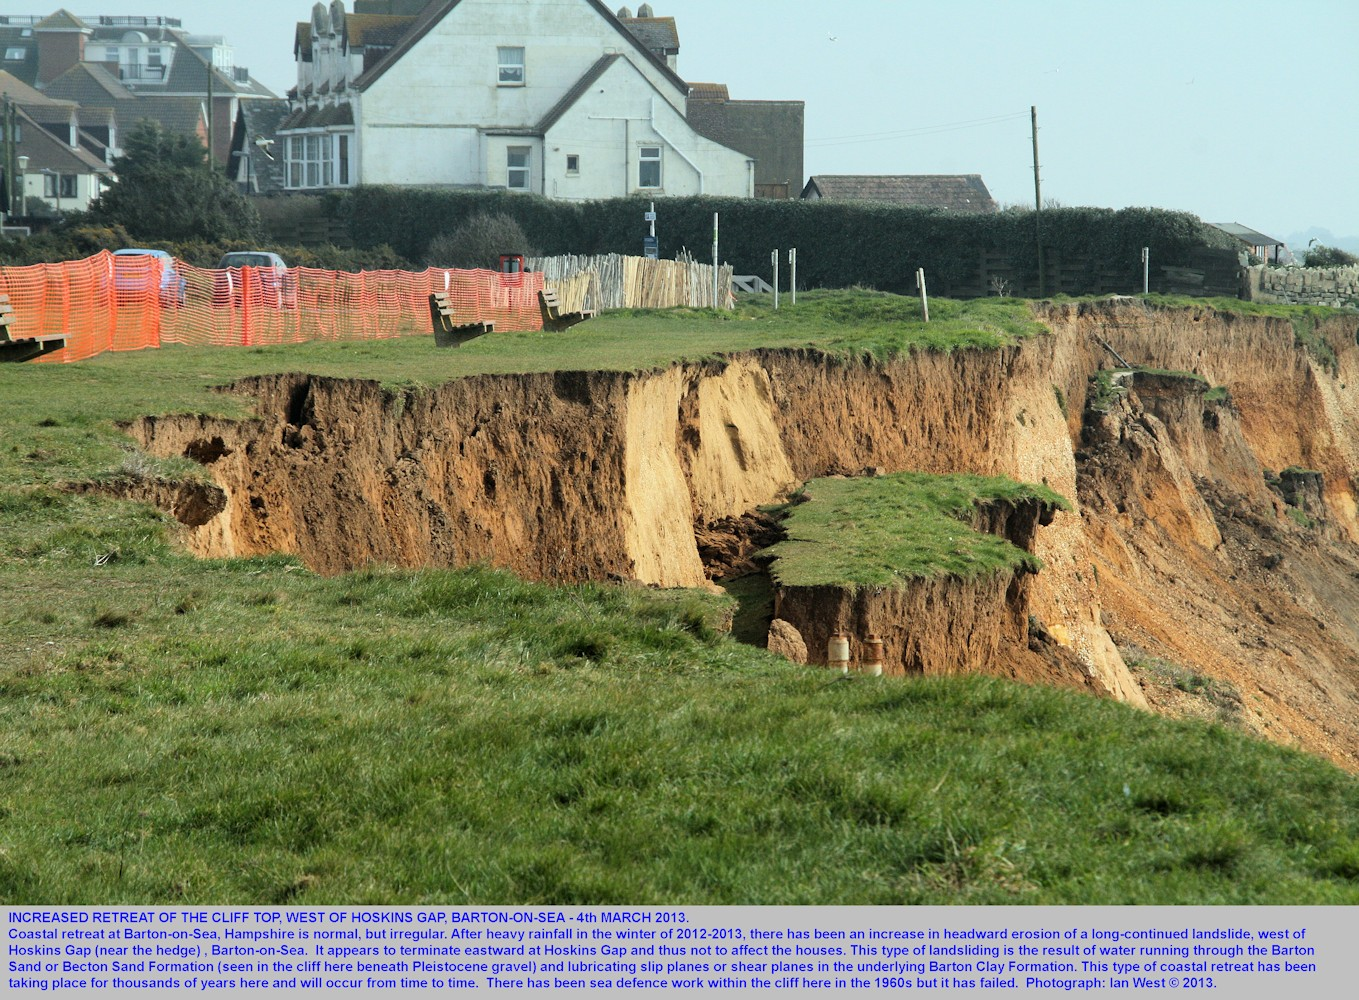 INCREASED RETREAT OF THE CLIFF TOP, WEST OF HOSKINS GAP, BARTON-ON-SEA - 4th MARCH 2013.
Coastal retreat at Barton-on-Sea, Hampshire is normal, but irregular. After heavy rainfall in the winter of 2012-2013, there has been an increase in headward erosion of a long-continued landslide, west of
Hoskins Gap (near the hedge) , Barton-on-Sea. It appears to terminate eastward at Hoskins Gap and thus not to affect the houses. This type of landsliding is the result of water running through the Barton
Sand or Becton Sand Formation (seen in the cliff here beneath Pleistocene gravel) and lubricating slip planes or shear planes in the underlying Barton Clay Formation. This type of coastal retreat has been
taking place for thousands of years here and will occur from time to time. There has been sea defence work within the cliff here in the 1960s but it has failed. Photograph: Ian West © 2013.